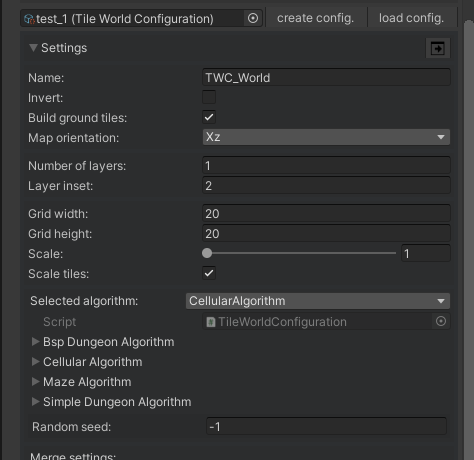 test_1 (Tile World Configuration) create config. load config.
Settings
Name: TWC_World
Invert:
Build ground tiles:
Map orientation: Xz
Number of layers: 1
Layer inset: 2
Grid width: 20
Grid height: 20
Scale: 1
Scale tiles:
Selected algorithm: CellularAlgorithm
Script TileWorldConfiguration
Bsp Dungeon Algorithm
Cellular Algorithm
Maze Algorithm
Simple Dungeon Algorithm
Random seed: -1
Merge settings: